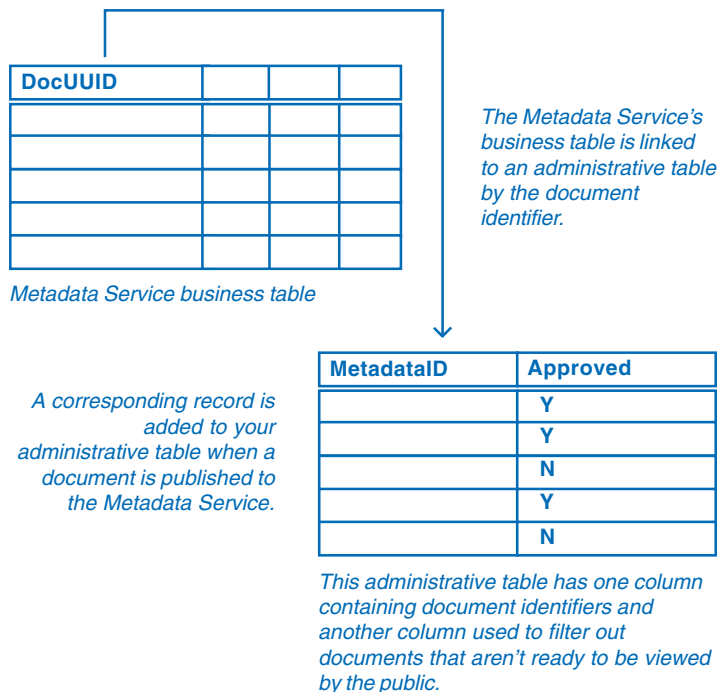 DocUUID
The Metadata Service's
business table is linked
to an administrative table
by the document
identifier.
Metadata Service business table
MetadataID Approved
Y
Y
N
Y
N
A corresponding record is
added to your
administrative table when a
document is published to
the Metadata Service.
This administrative table has one column
containing document identifiers and
another column used to filter out
documents that aren't ready to be viewed
by the public.